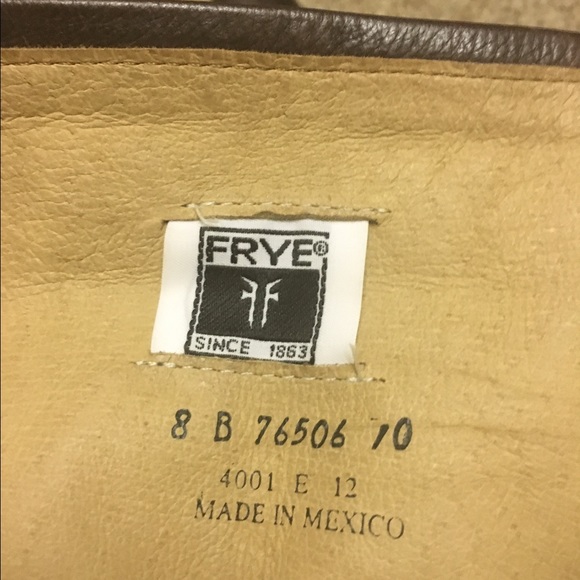 FRYE®
SINCE 1863
8 B 76506 70
4001 E 12
MADE IN MEXICO